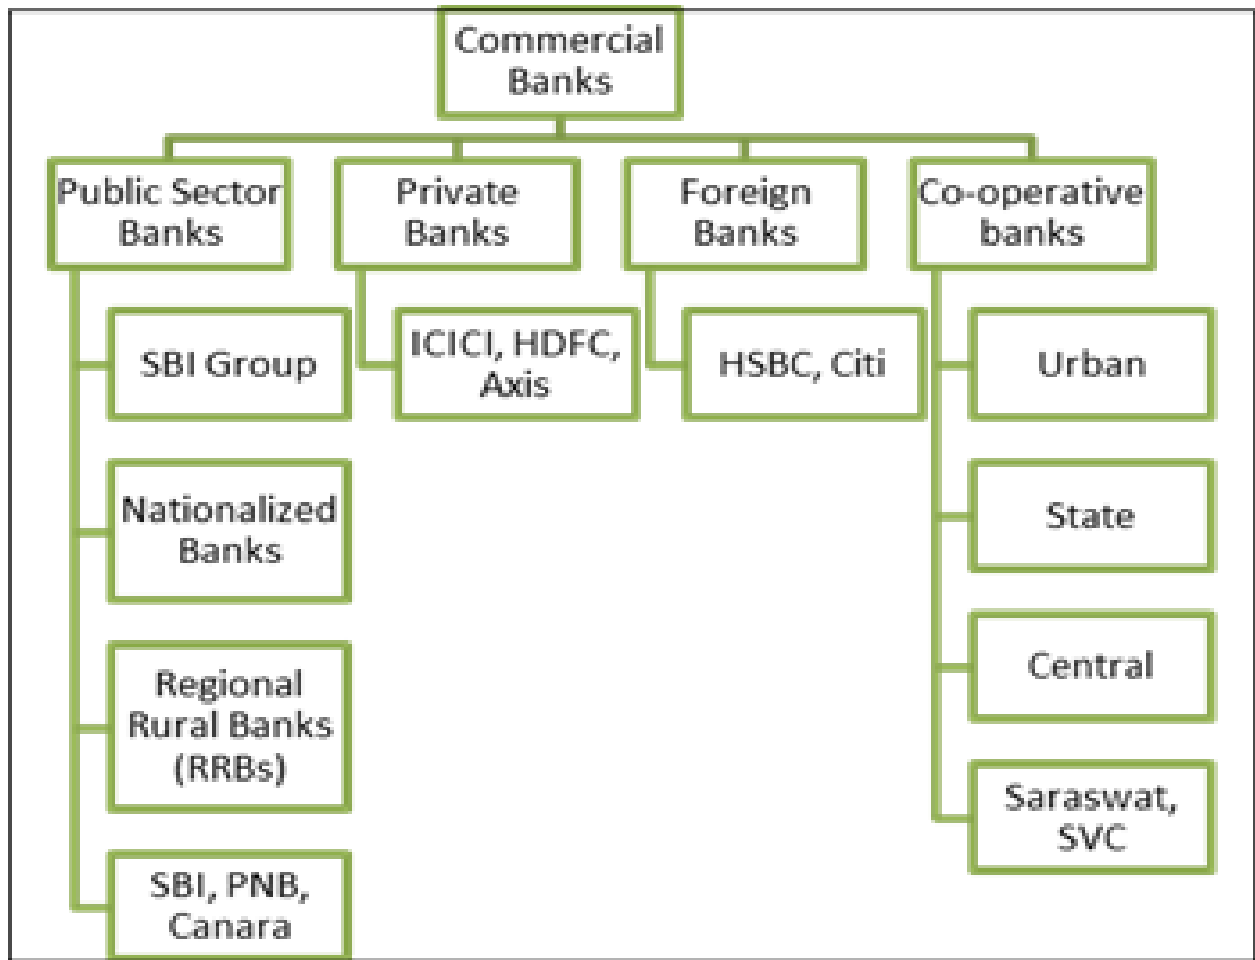 Commercial
Banks
Public Sector
Banks
Private
Banks
Foreign
Banks
Co-operative
banks
SBI Group
Nationalized
Banks
Regional
Rural Banks
(RRBs)
SBI, PNB,
Canara
ICICI, HDFC,
Axis
HSBC, Citi
Urban
State
Central
Saraswat,
SVC